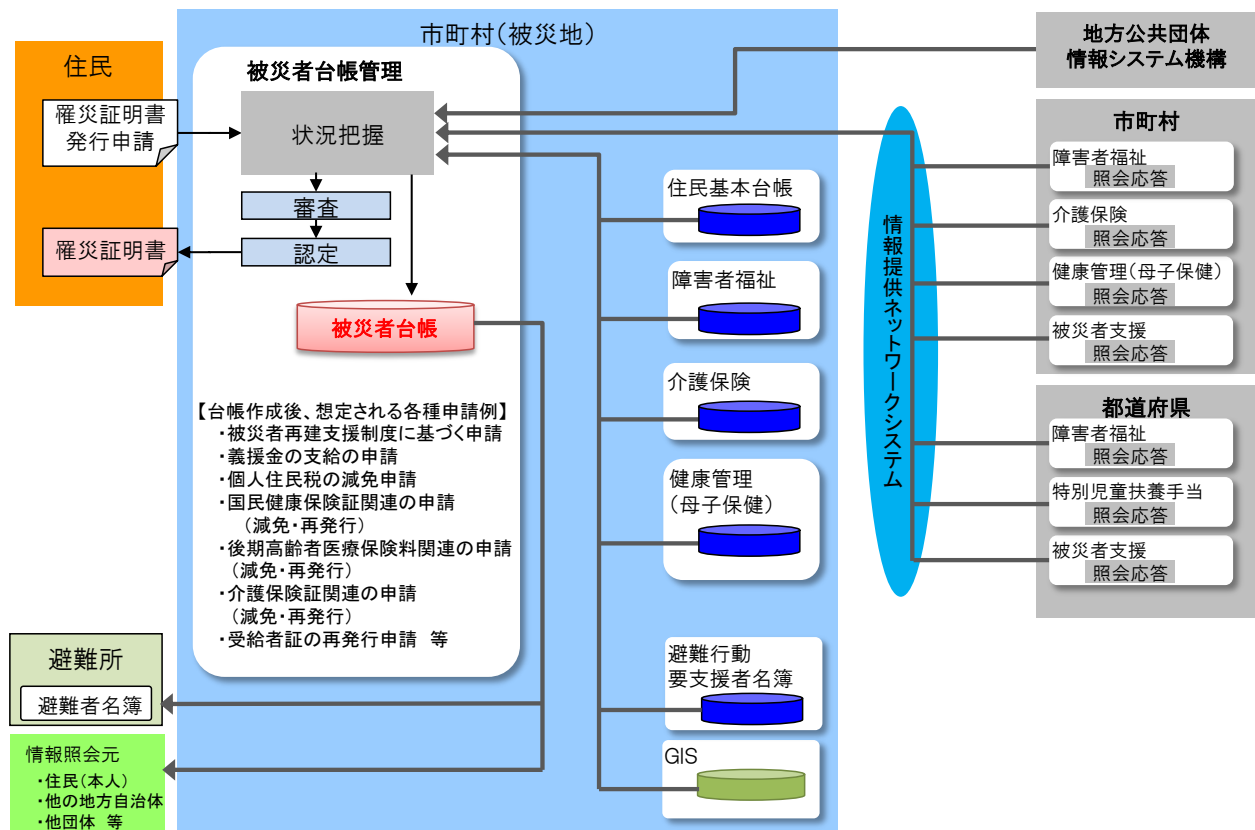 市町村(被災地)
住民
罹災証明書
発行申請
罹災証明書
被災者台帳管理
状況把握
審査
認定
被災者台帳
【台帳作成後、想定される各種申請例】
・被災者再建支援制度に基づく申請
・義援金の支給の申請
・個人住民税の減免申請
・国民健康保険証関連の申請
(減免・再発行)
・後期高齢者医療保険料関連の申請
(減免・再発行)
・介護保険証関連の申請
(減免・再発行)
・受給者証の再発行申請 等
避難所
避難者名簿
情報照会元
・住民(本人)
・他の地方自治体
・他団体 等
住民基本台帳
障害者福祉
介護保険
健康管理
(母子保健)
避難行動
要支援者名簿
GIS
情報提供ネットワークシステム
地方公共団体
情報システム機構
市町村
障害者福祉
照会応答
介護保険
照会応答
健康管理(母子保健)
照会応答
被災者支援
照会応答
都道府県
障害者福祉
照会応答
特別児童扶養手当
照会応答
被災者支援
照会応答